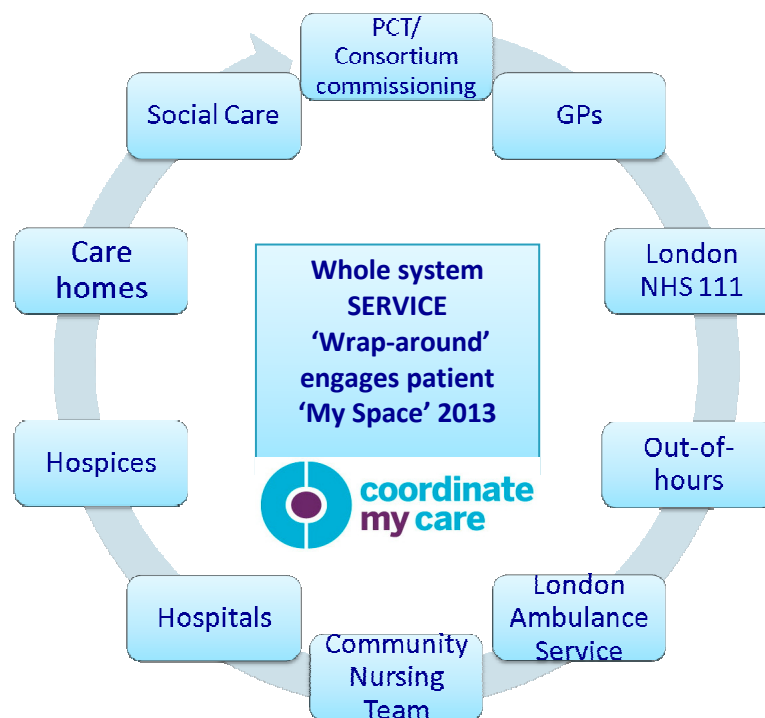 PCT/
Consortium
commissioning
GPs
London
NHS 111
Out-of-
hours
London
Ambulance
Service
Community
Nursing
Team
Hospitals
Hospices
Care
homes
Social Care
Whole system
SERVICE
‘Wrap-around’
engages patient
‘My Space’ 2013
coordinate
my care